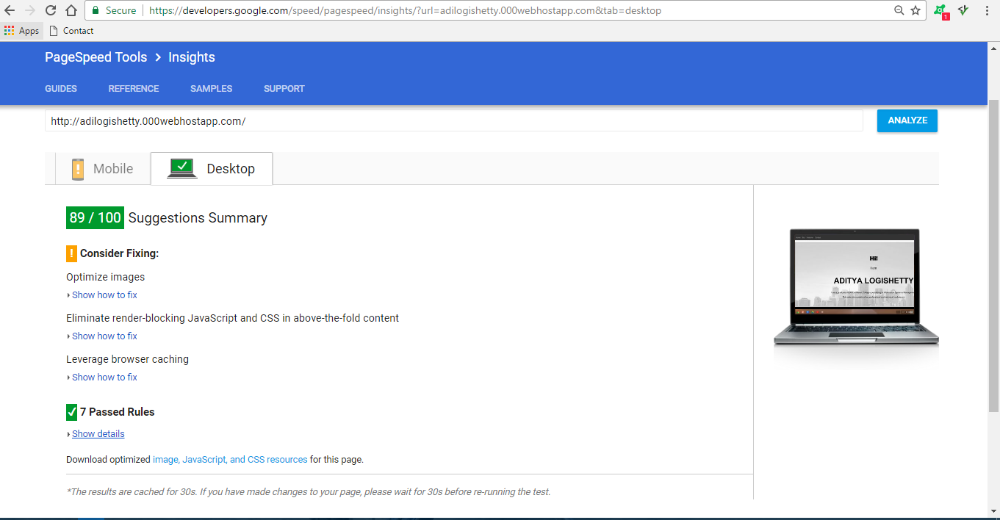 Secure https://developers.google.com/speed/pagespeed/insights/?url=adilogishetty.000webhostapp.com&tab=desktop
1
Apps Contact
PageSpeed Tools > Insights
GUIDES REFERENCE SAMPLES SUPPORT
http://adilogishetty.000webhostapp.com/ ANALYZE
Mobile Desktop
89 / 100 Suggestions Summary
! Consider Fixing:
Optimize images
Show how to fix
Eliminate render-blocking JavaScript and CSS in above-the-fold content
Show how to fix
Leverage browser caching
Show how to fix
7 Passed Rules
Show details
Download optimized image, JavaScript, and CSS resources for this page.
*The results are cached for 30s. If you have made changes to your page, please wait for 30s before re-running the test.
Hi!
I am
ADITYA LOGISHETTY